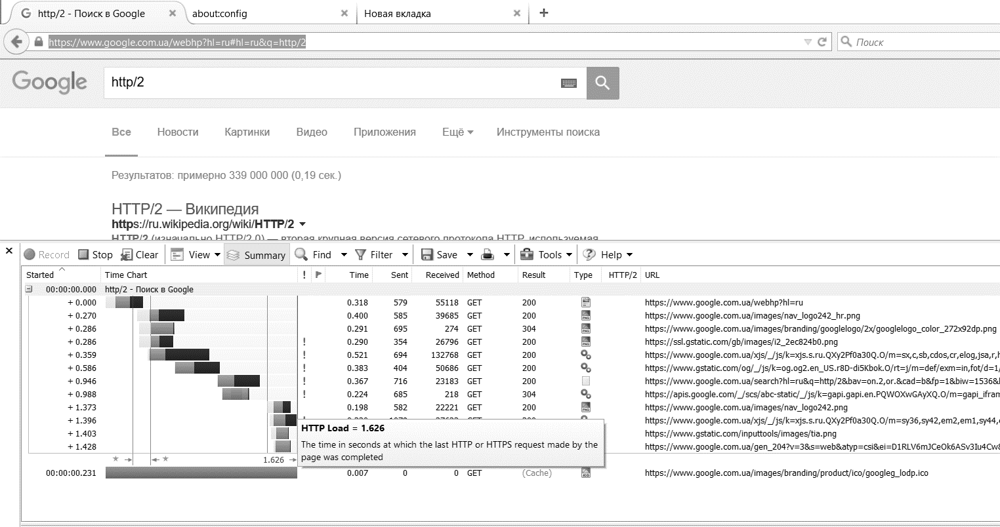 http/2 - Поиск в Google
about:config
Новая вкладка
https://www.google.com.ua/webhp?hl=ru#hl=ru&q=http/2
Поиск
Google
http/2
Все Новости Картинки Видео Приложения Ещё Инструменты поиска
Результатов: примерно 339 000 000 (0,19 сек.)
HTTP/2 — Википедия
https://ru.wikipedia.org/wiki/HTTP/2
HTTP/2 (изначально HTTP/2.0) — вторая крупная версия сетевого протокола HTTP, используемая
Record Stop Clear View Summary Find Filter Save Tools Help
Started Time Chart ! Time Sent Received Method Result Type HTTP/2 URL
00:00:00.000 http/2 - Поиск в Google
+ 0.000 0.318 579 55118 GET 200 https://www.google.com.ua/webhp?hl=ru
+ 0.270 0.400 585 39685 GET 200 PNG https://www.google.com.ua/images/nav_logo242_hr.png
+ 0.286 0.291 695 274 GET 304 PNG https://www.google.com.ua/images/branding/googlelogo/2x/googlelogo_color_272x92dp.png
+ 0.286 ! 0.290 354 26796 GET 200 PNG https://ssl.gstatic.com/gb/images/i2_2ec824b0.png
+ 0.359 ! 0.521 694 132768 GET 200 https://www.google.com.ua/xjs/_/js/k=xjs.s.ru.QXy2Pf0a30Q.O/m=sx,c,sb,cdos,cr,elog,jsa,r,h
+ 0.586 ! 0.383 404 50686 GET 200 https://www.gstatic.com/og/_/js/k=og.og2.en_US.r8D-di5Kbok.O/rt=j/m=def/exm=in,fot/d=1/
+ 0.946 ! 0.367 716 23183 GET 200 https://www.google.com.ua/search?hl=ru&q=http/2&bav=on.2,or.&cad=b&fp=1&biw=1536&
+ 0.988 ! 0.224 685 218 GET 304 https://apis.google.com/_/scs/abc-static/_/js/k=gapi.gapi.en.PQWOXwGAyXQ.O/m=gapi_ifram
+ 1.373 0.198 582 22221 GET 200 PNG https://www.google.com.ua/images/nav_logo242.png
+ 1.396 ! GET 200 https://www.google.com.ua/xjs/_/js/k=xjs.s.ru.QXy2Pf0a30Q.O/m=sy36,sy42,em2,em1,sy44,e
+ 1.403 https://www.gstatic.com/inputtools/images/tia.png
+ 1.428 https://www.google.com.ua/gen_204?v=3&s=web&atyp=csi&ei=D1RLV6mJCeOk6ASv3Iu4Cw&
HTTP Load = 1.626
The time in seconds at which the last HTTP or HTTPS request made by the
page was completed
1.626
00:00:00.231 0.007 0 0 GET (Cache) ICO https://www.google.com.ua/images/branding/product/ico/googleg_lodp.ico